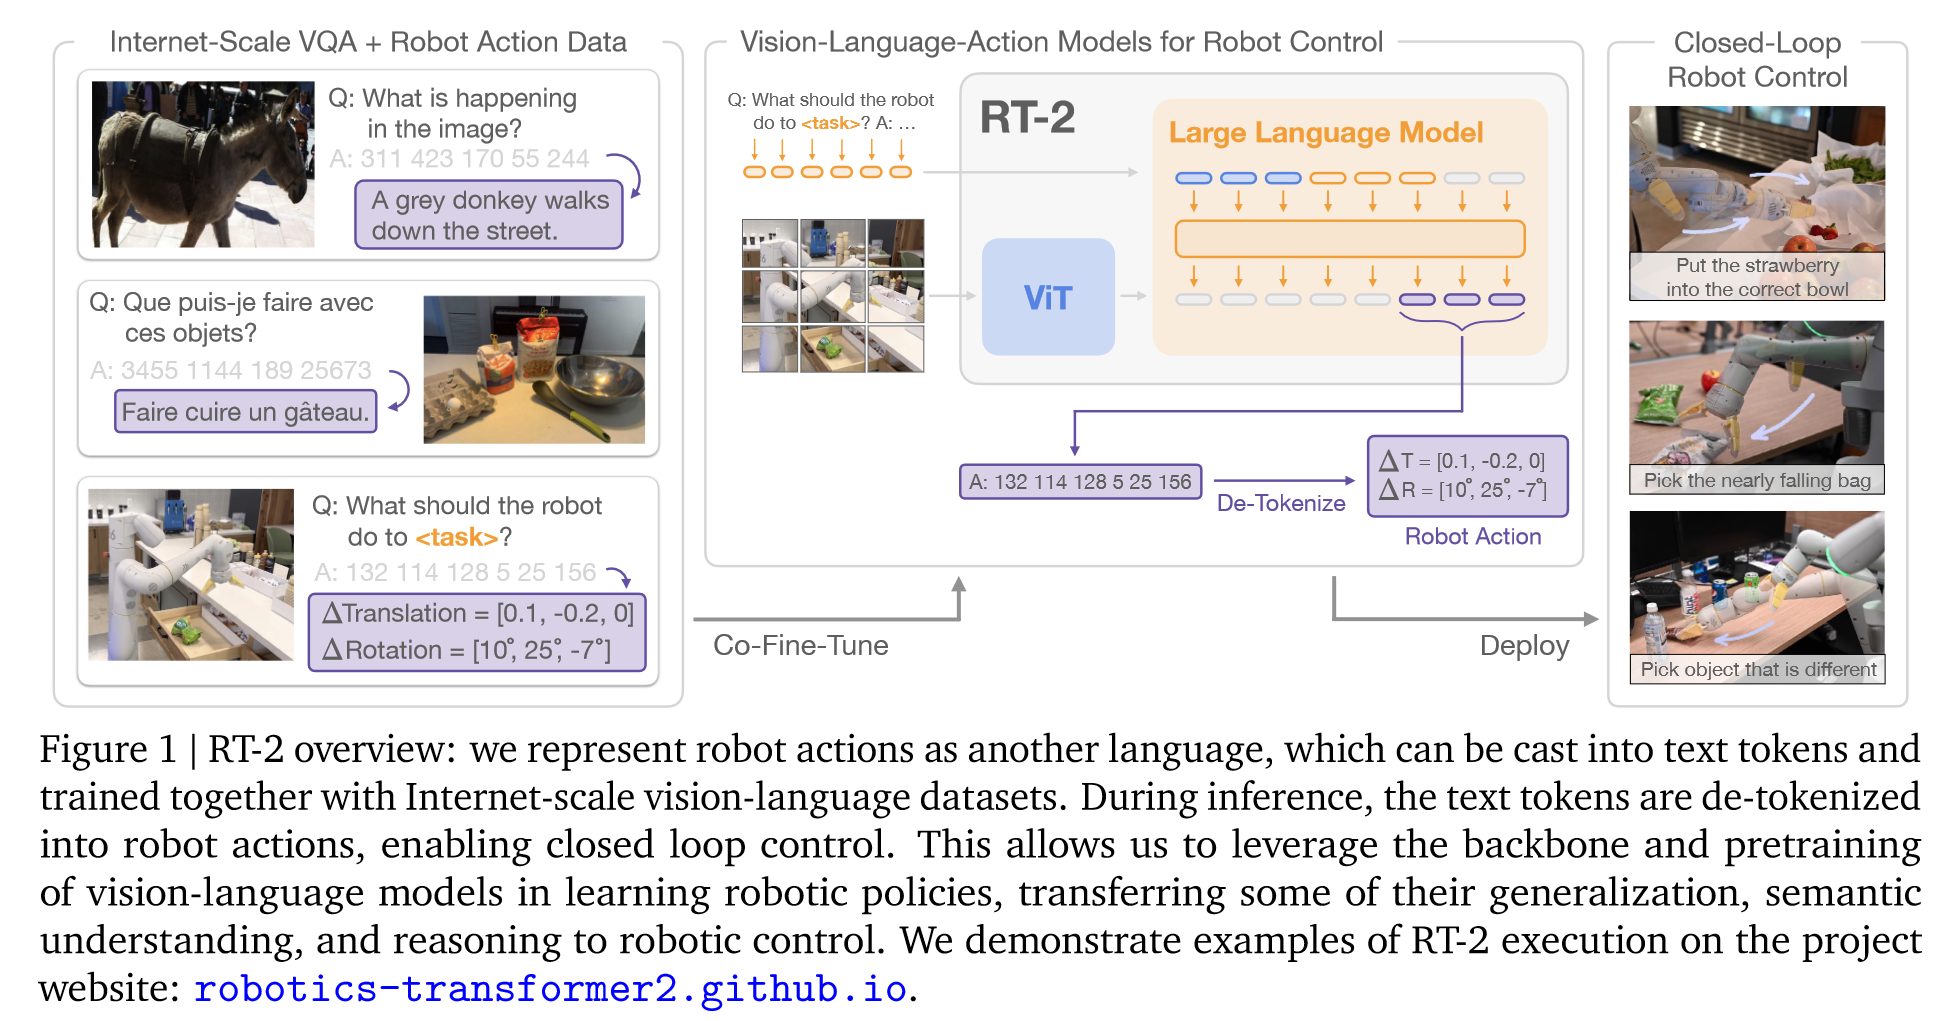 Internet-Scale VQA + Robot Action Data
Q: What is happening
in the image?
A: 311 423 170 55 244
A grey donkey walks
down the street.
Q: Que puis-je faire avec
ces objets?
A: 3455 1144 189 25673
Faire cuire un gâteau.
Q: What should the robot
do to <task>?
A: 132 114 128 5 25 156
ΔTranslation = [0.1, -0.2, 0]
ΔRotation = [10°, 25°, -7°]
Co-Fine-Tune
Vision-Language-Action Models for Robot Control
Q: What should the robot
do to <task>? A: ...
RT-2
Large Language Model
ViT
A: 132 114 128 5 25 156
De-Tokenize
ΔT = [0.1, -0.2, 0]
ΔR = [10°, 25°, -7°]
Robot Action
Deploy
Closed-Loop
Robot Control
Put the strawberry
into the correct bowl
Pick the nearly falling bag
Pick object that is different
Figure 1 | RT-2 overview: we represent robot actions as another language, which can be cast into text tokens and
trained together with Internet-scale vision-language datasets. During inference, the text tokens are de-tokenized
into robot actions, enabling closed loop control. This allows us to leverage the backbone and pretraining
of vision-language models in learning robotic policies, transferring some of their generalization, semantic
understanding, and reasoning to robotic control. We demonstrate examples of RT-2 execution on the project
website: robotics-transformer2.github.io.